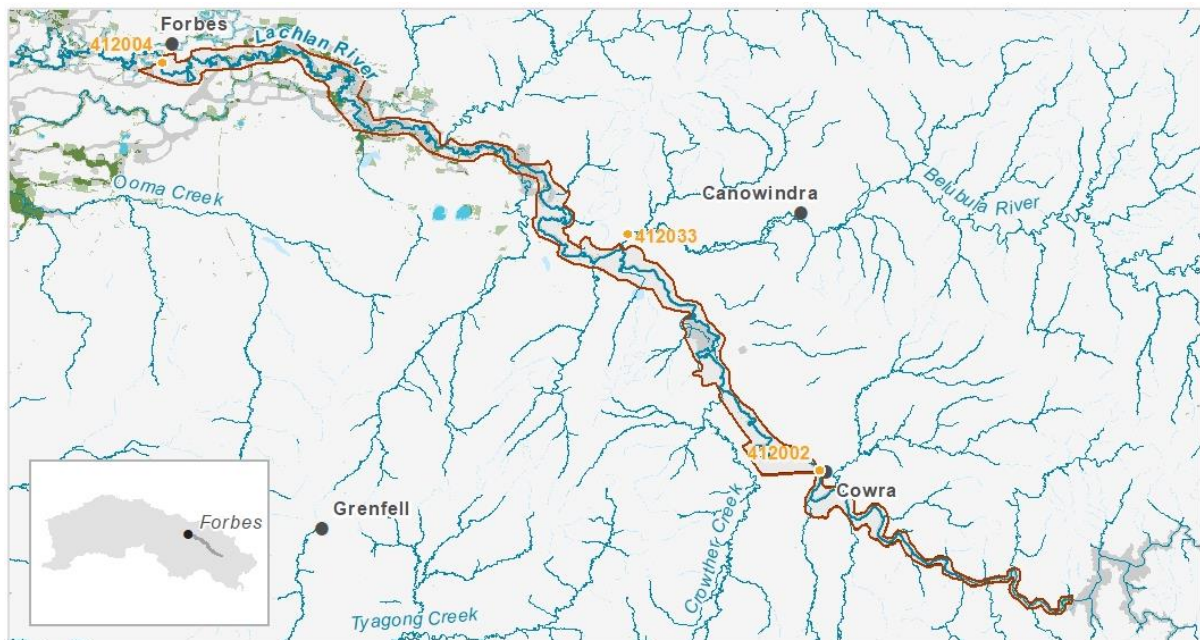 Forbes
412004
Lachlan River
Ooma Creek
Canowindra
Belubula River
412033
412002
Cowra
Grenfell
Crowther Creek
Forbes
Tyagong Creek